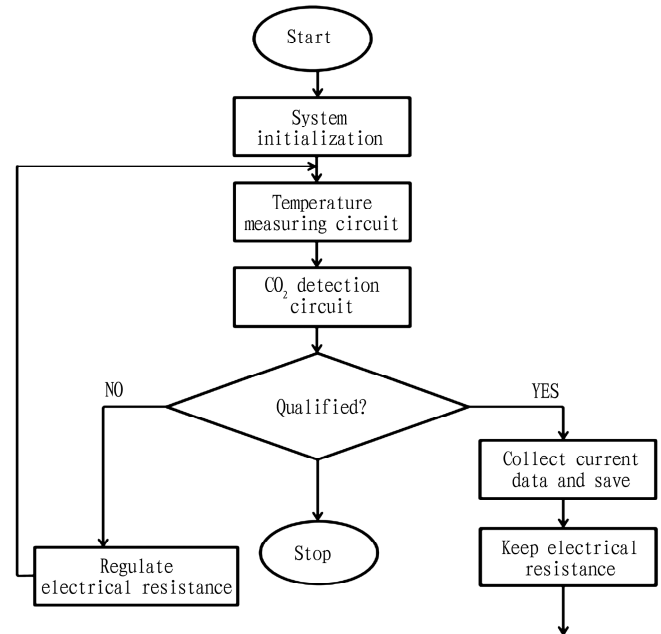 Start
System
initialization
Temperature
measuring circuit
CO₂ detection
circuit
NO
Qualified?
YES
Collect current
data and save
Stop
Keep electrical
resistance
Regulate
electrical resistance